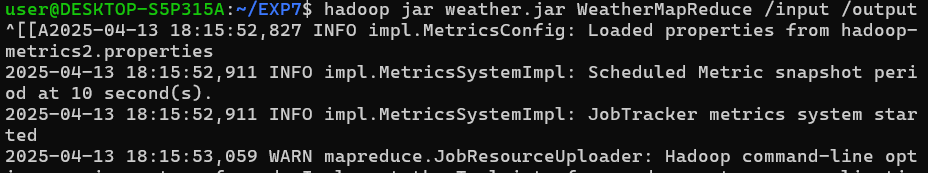 user@DESKTOP-S5P315A:~/EXP7$ hadoop jar weather.jar WeatherMapReduce /input /output
^[[A2025-04-13 18:15:52,827 INFO impl.MetricsConfig: Loaded properties from hadoop-
metrics2.properties
2025-04-13 18:15:52,911 INFO impl.MetricsSystemImpl: Scheduled Metric snapshot peri
od at 10 second(s).
2025-04-13 18:15:52,911 INFO impl.MetricsSystemImpl: JobTracker metrics system star
ted
2025-04-13 18:15:53,059 WARN mapreduce.JobResourceUploader: Hadoop command-line opt